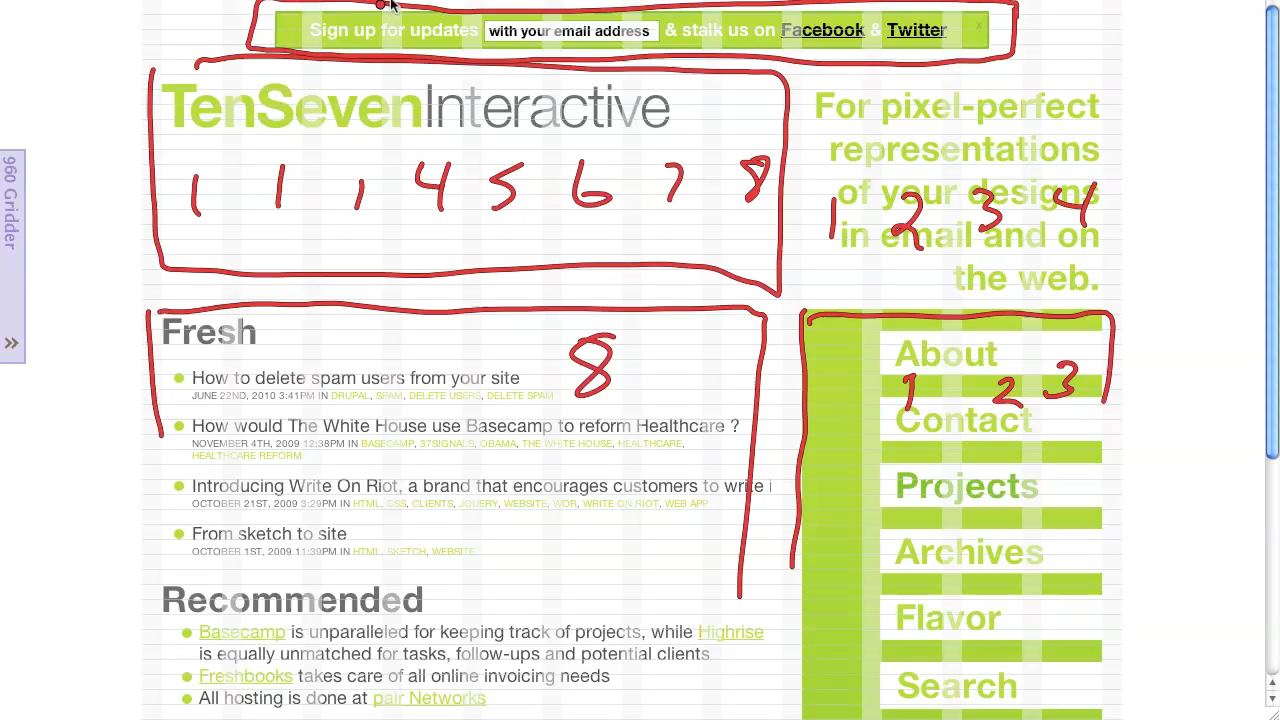 Sign up for updates with your email address & stalk us on Facebook & Twitter x
TenSevenInteractive
1 1 1 4 5 6 7 8
For pixel-perfect
representations
of your designs
1 2 3 4
in email and on
the web.
960 Gridder
»
Fresh
8
How to delete spam users from your site
JUNE 22ND, 2010 3:41PM IN DRUPAL, SPAM, DELETE USERS, DELETE SPAM
How would The White House use Basecamp to reform Healthcare ?
NOVEMBER 4TH, 2009 12:38PM IN BASECAMP, 37SIGNALS, OBAMA, THE WHITE HOUSE, HEALTHCARE,
HEALTHCARE REFORM
Introducing Write On Riot, a brand that encourages customers to write i
OCTOBER 21ST, 2009 3:29PM IN HTML, CSS, CLIENTS, JQUERY, WEBSITE, WOR, WRITE ON RIOT, WEB APP
From sketch to site
OCTOBER 1ST, 2009 11:39PM IN HTML, SKETCH, WEBSITE
Recommended
Basecamp is unparalleled for keeping track of projects, while Highrise
is equally unmatched for tasks, follow-ups and potential clients
Freshbooks takes care of all online invoicing needs
All hosting is done at pair Networks
About
1 2 3
Contact
Projects
Archives
Flavor
Search